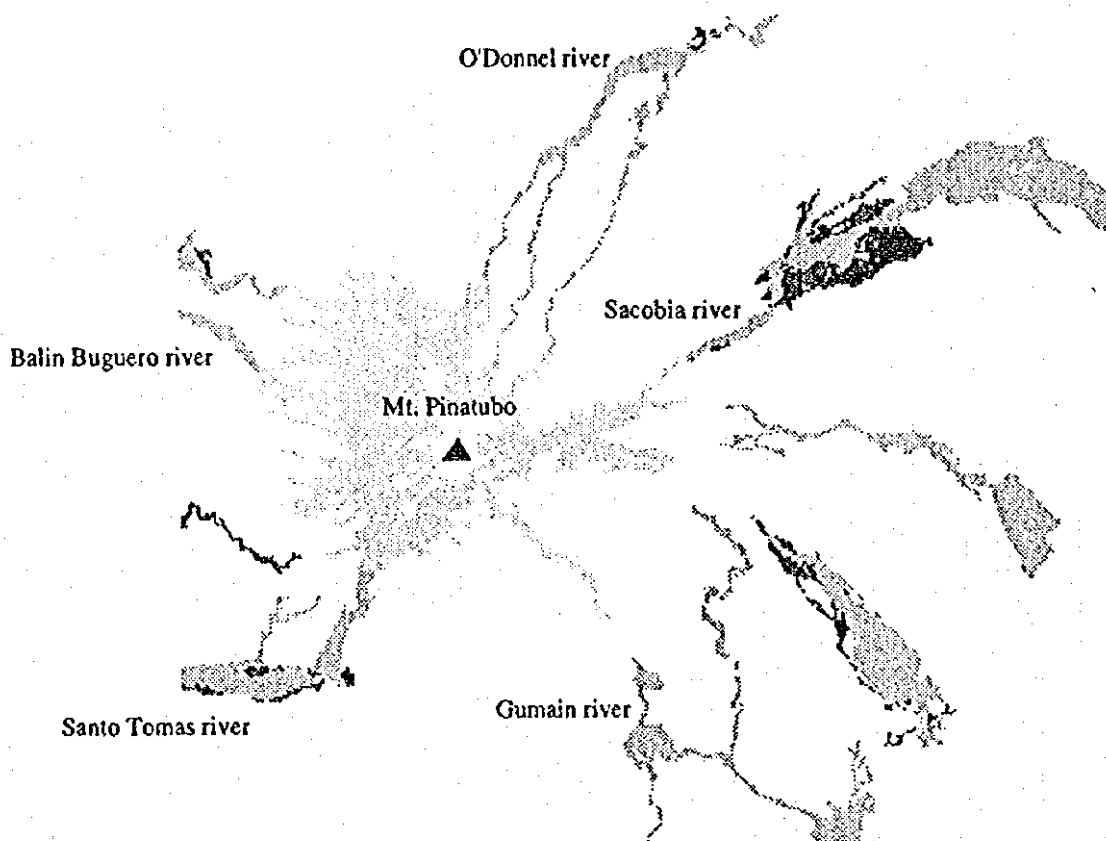 O'Donnel river
Sacobia river
Balin Buguero river
Mt. Pinatubo
Gumain river
Santo Tomas river